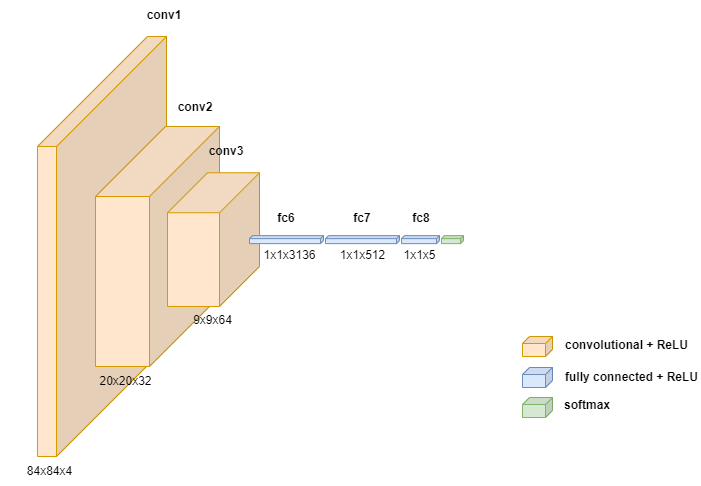 conv1
conv2
conv3
fc6
fc7
fc8
1x1x3136
1x1x512
1x1x5
9x9x64
20x20x32
84x84x4
convolutional + ReLU
fully connected + ReLU
softmax